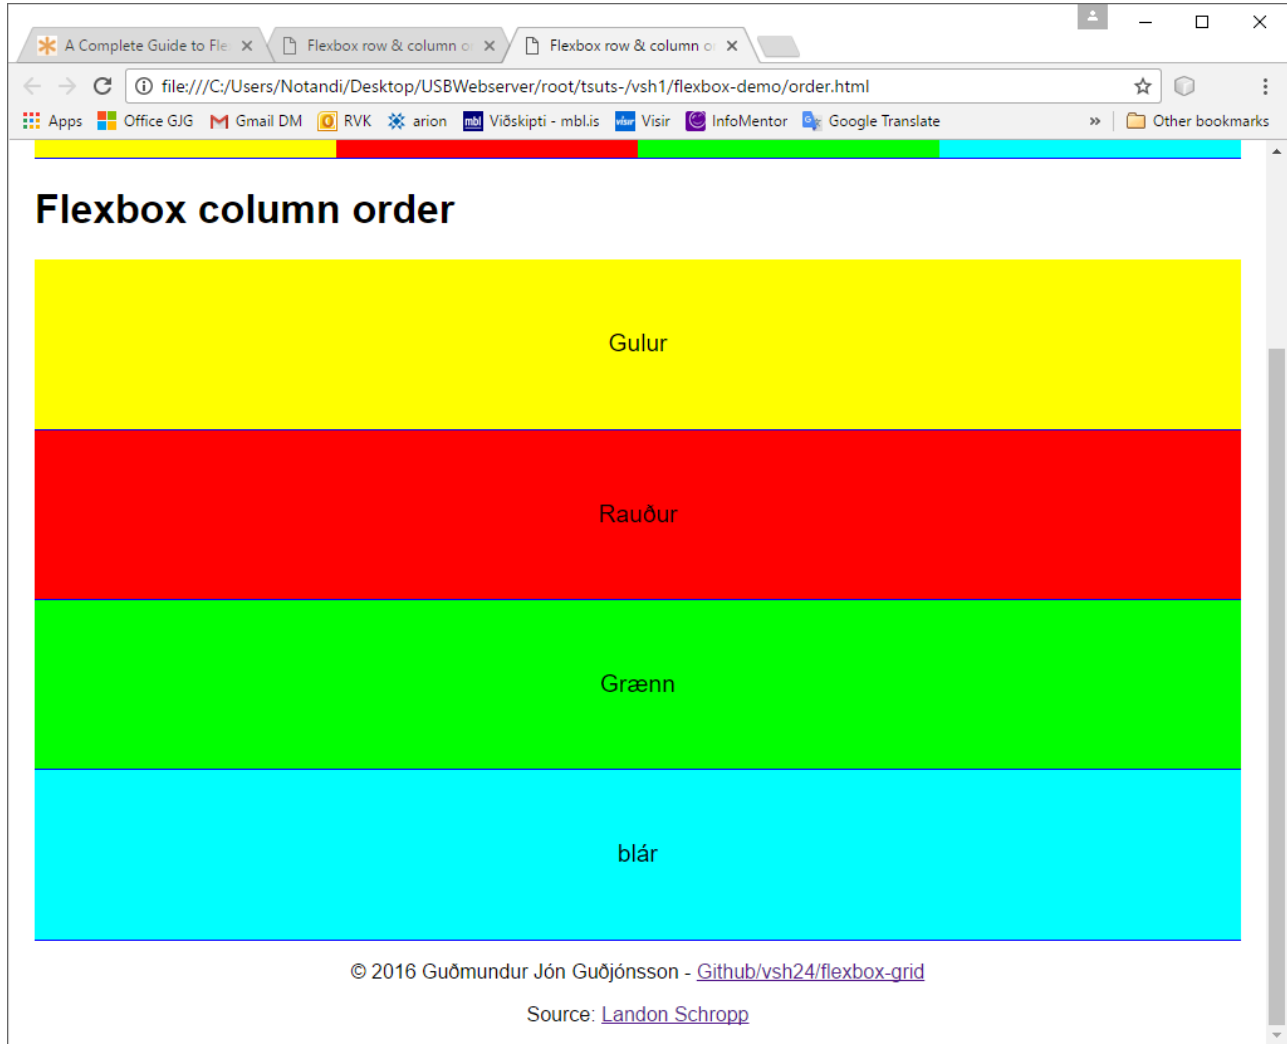 A Complete Guide to Fle
Flexbox row & column o
Flexbox row & column o
file:///C:/Users/Notandi/Desktop/USBWebserver/root/tsuts-/vsh1/flexbox-demo/order.html
Apps Office GJG Gmail DM RVK arion mbl Viðskipti - mbl.is visir Visir InfoMentor Google Translate » Other bookmarks
Flexbox column order
Gulur
Rauður
Grænn
blár
© 2016 Guðmundur Jón Guðjónsson - Github/vsh24/flexbox-grid
Source: Landon Schropp